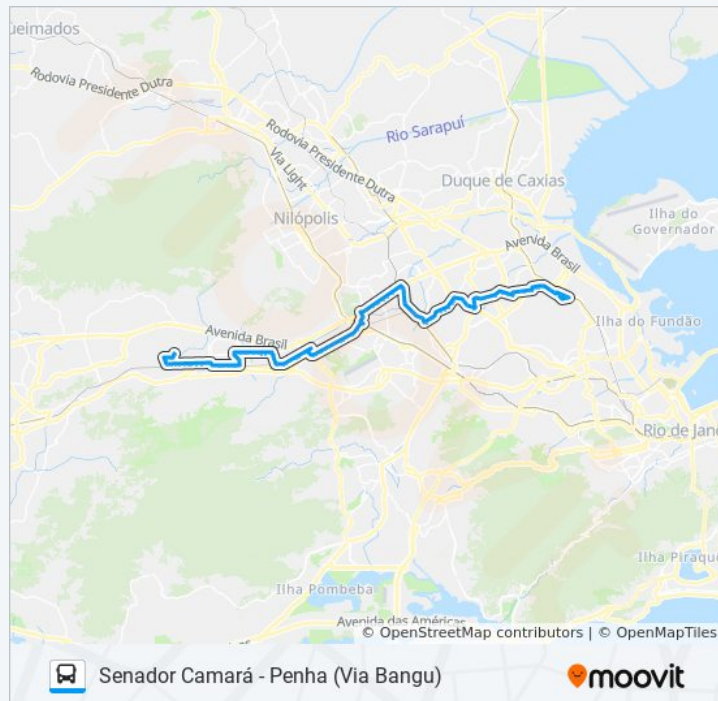 ueimados
Rodovia Presidente Dutra
Rio Sarapuí
Rodovia Presidente Dutra
Via Light
Duque de Caxias
Nilópolis
Ilha do
Governador
Avenida Brasil
Avenida Brasil
Ilha do Fundão
Rio de Jane
Ilha Piraque
Ilha Pombeba
Avenida das Américas
© OpenStreetMap contributors | © OpenMapTiles
Senador Camará - Penha (Via Bangu)
moovit